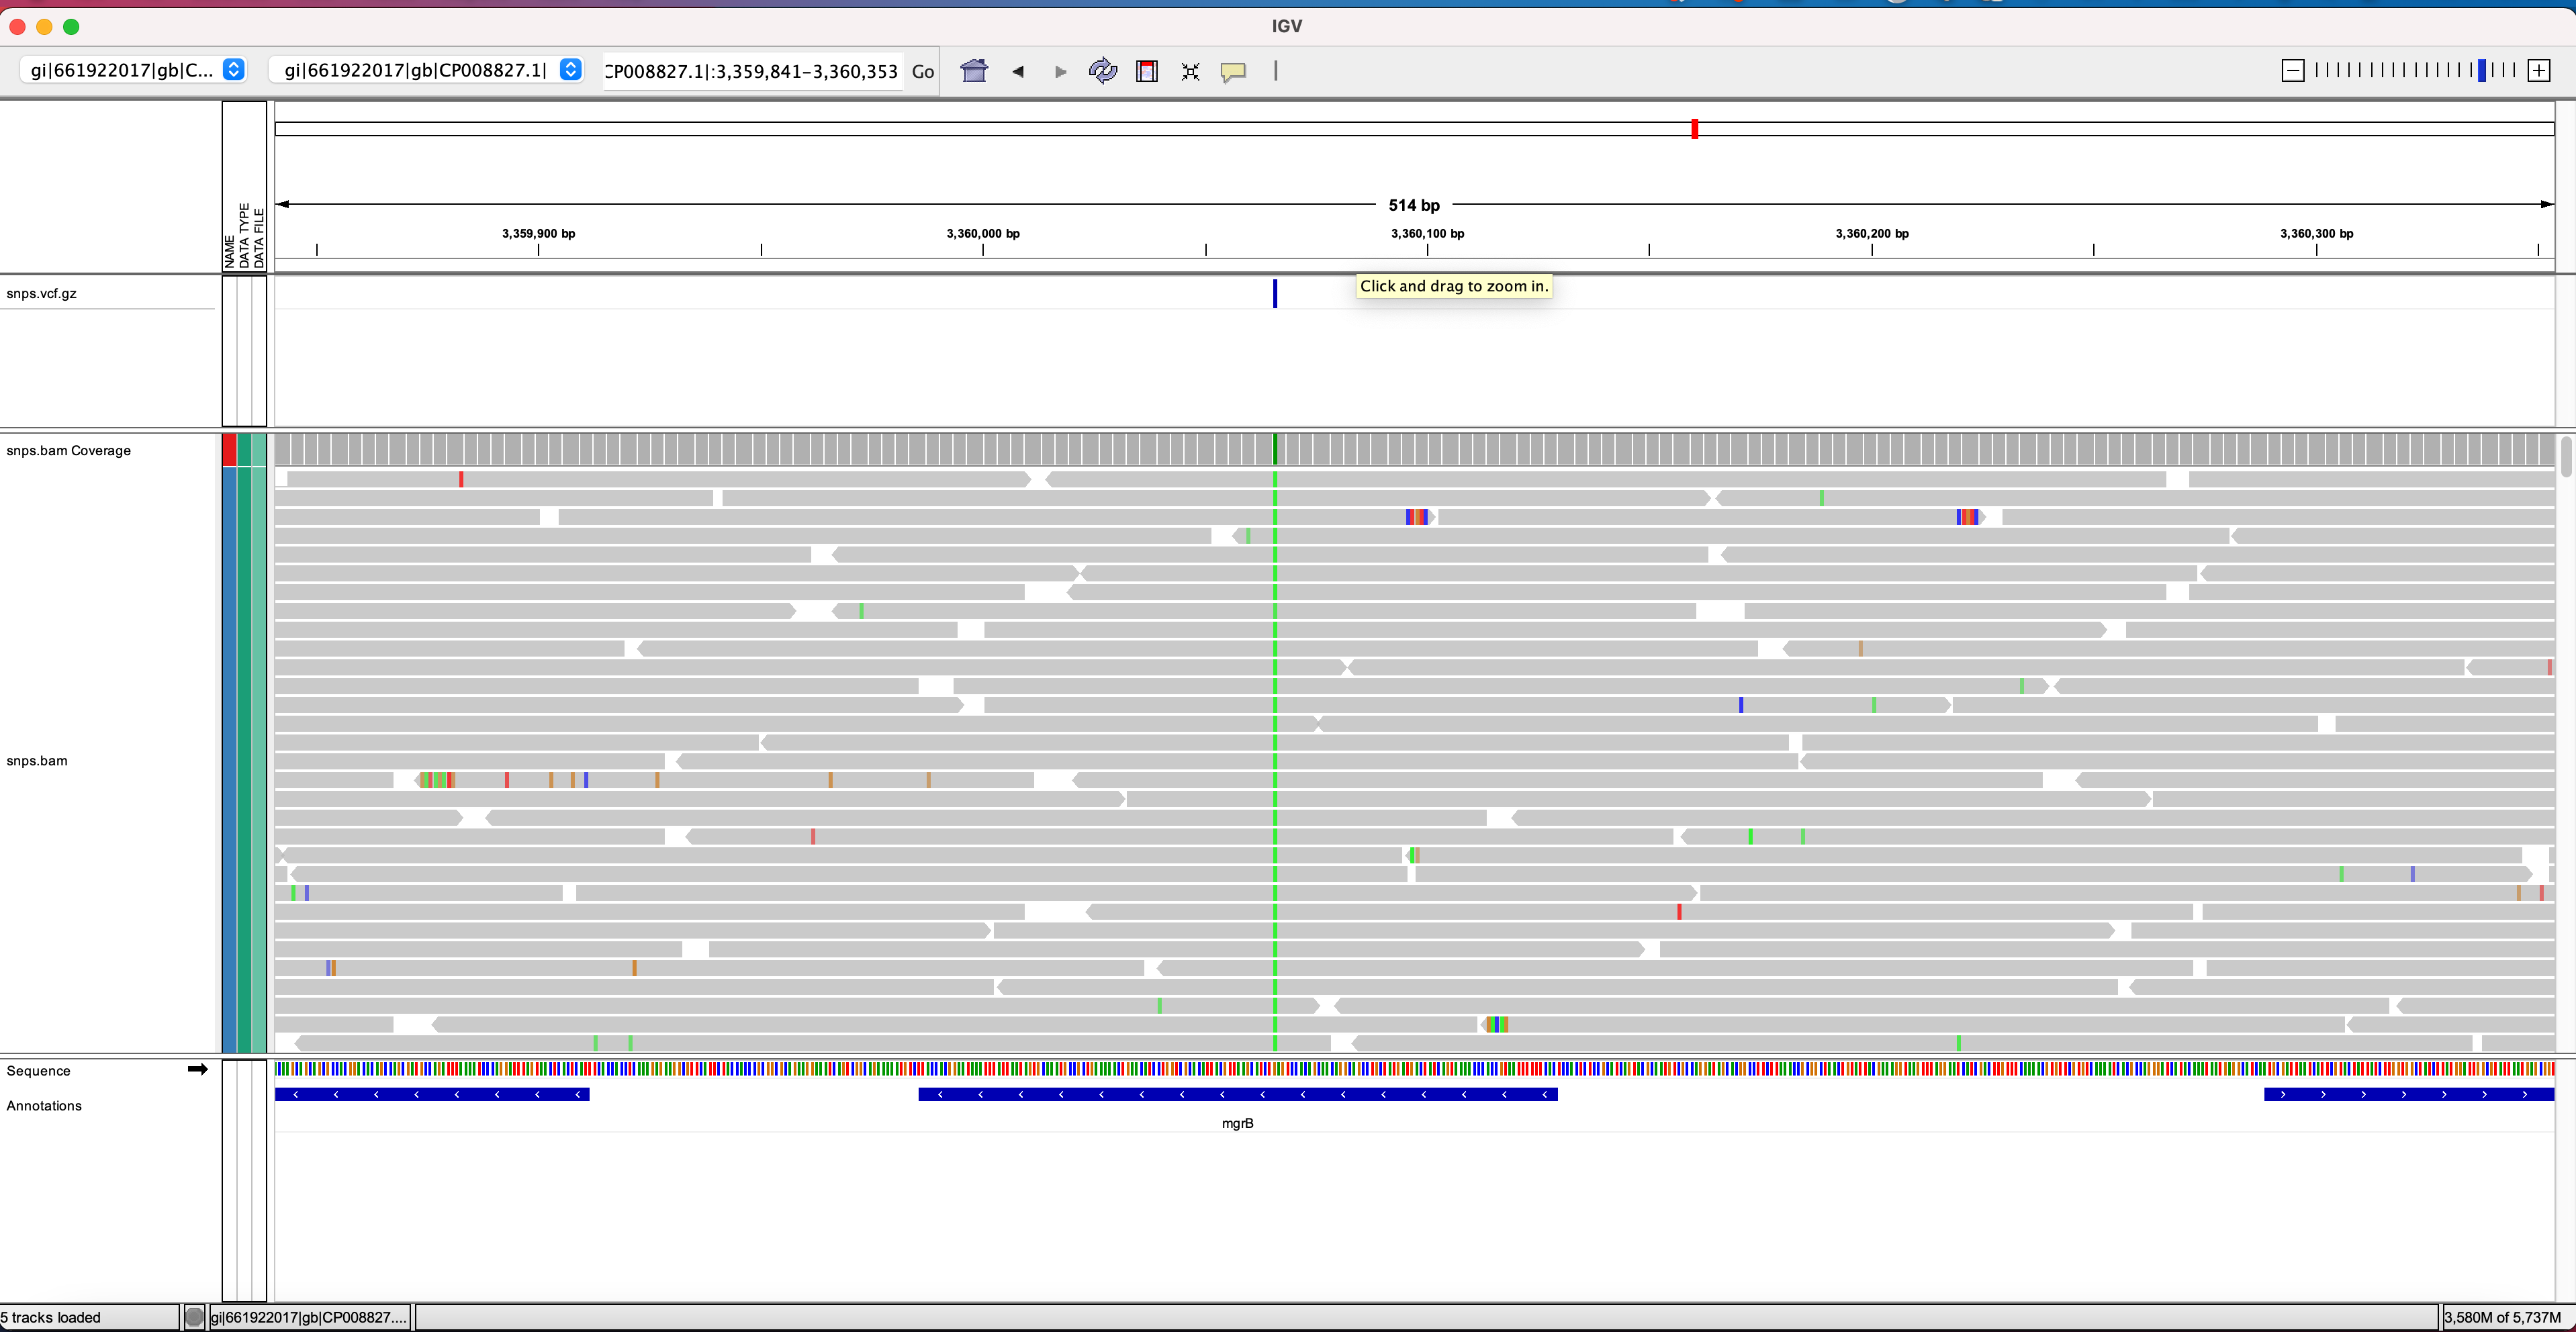 IGV
gi|661922017|gb|C...
gi|661922017|gb|CP008827.1|
CP008827.1|:3,359,841-3,360,353
Go
NAME
DATA TYPE
DATA FILE
514 bp
3,359,900 bp
3,360,000 bp
3,360,100 bp
3,360,200 bp
3,360,300 bp
snps.vcf.gz
Click and drag to zoom in.
snps.bam Coverage
snps.bam
Sequence
Annotations
mgrB
5 tracks loaded
gi|661922017|gb|CP008827....
3,580M of 5,737M